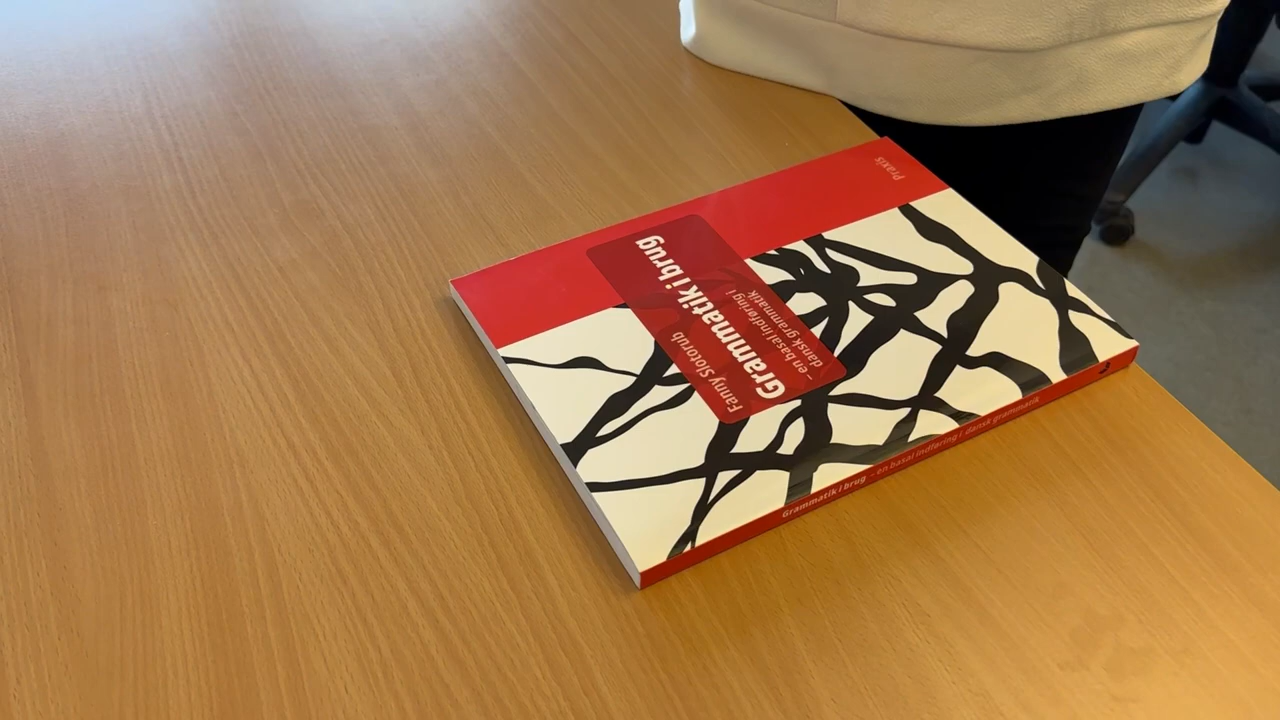 Fanny Slotorub
Grammatik i brug
– en basal indføring i
dansk grammatik
Praxis
Grammatik i brug – en basal indføring i dansk grammatik